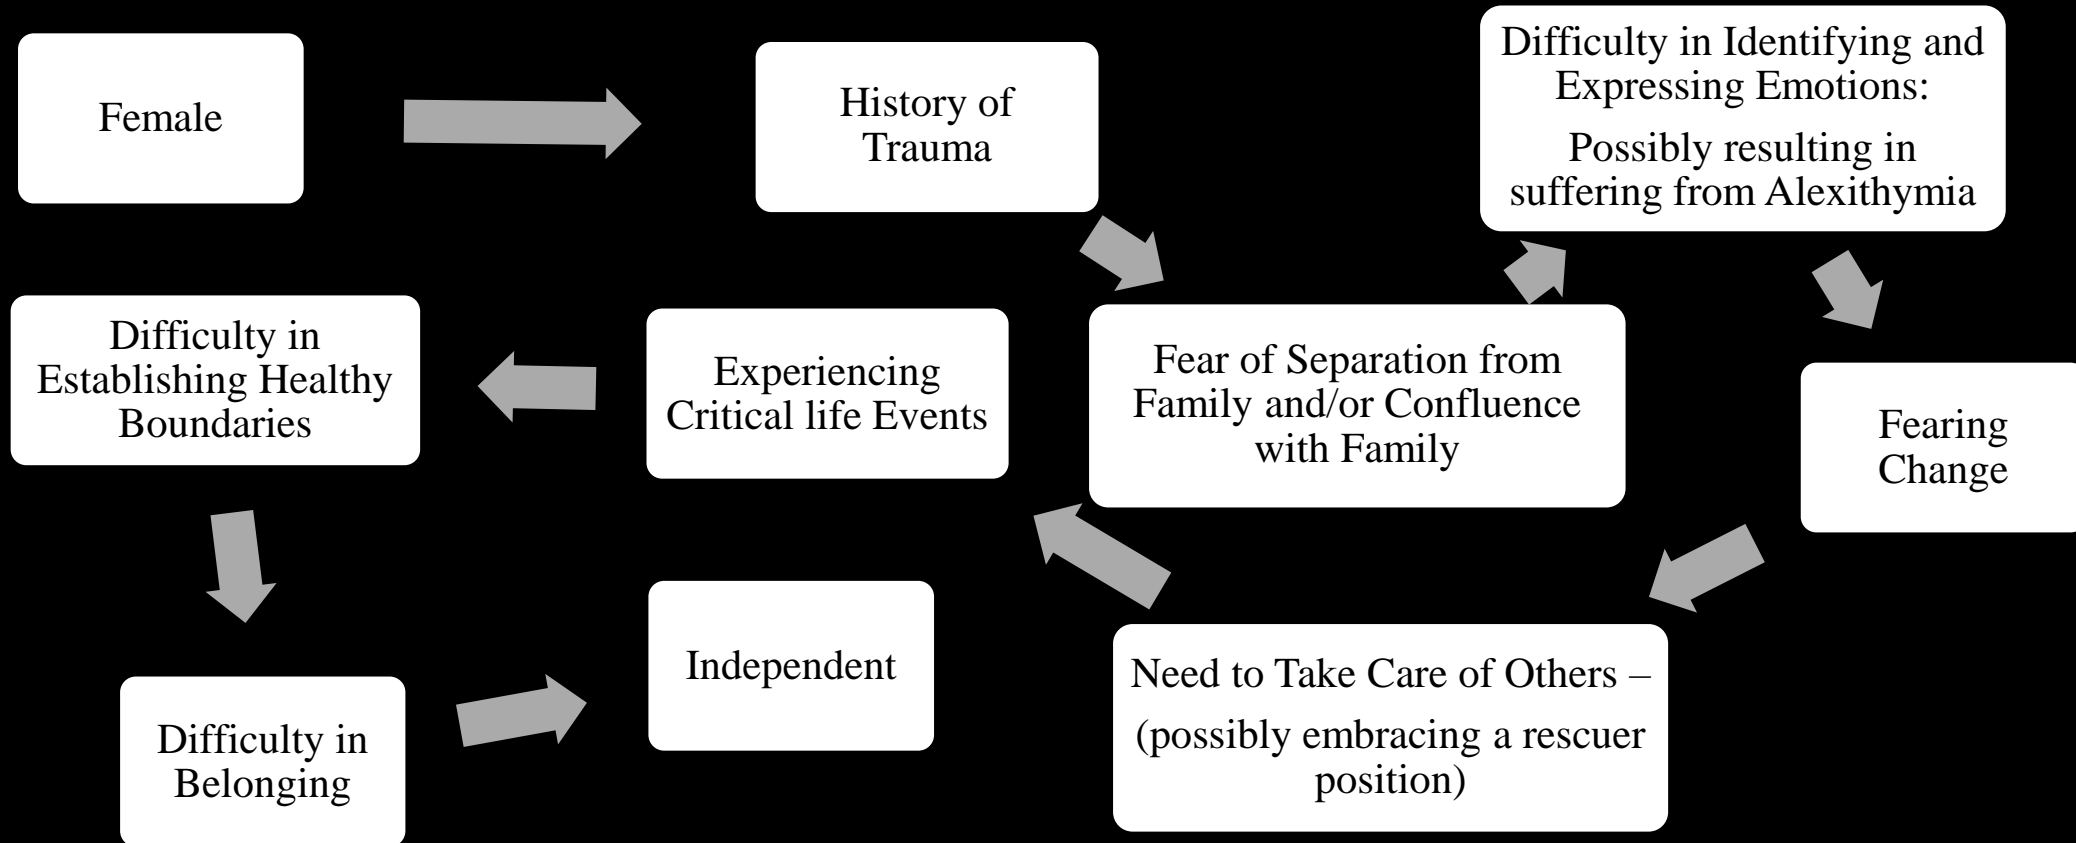 Female
History of
Trauma
Fear of Separation from
Family and/or Confluence
with Family
Difficulty in Identifying and
Expressing Emotions:
Possibly resulting in
suffering from Alexithymia
Fearing
Change
Need to Take Care of Others –
(possibly embracing a rescuer
position)
Experiencing
Critical life Events
Difficulty in
Establishing Healthy
Boundaries
Difficulty in
Belonging
Independent